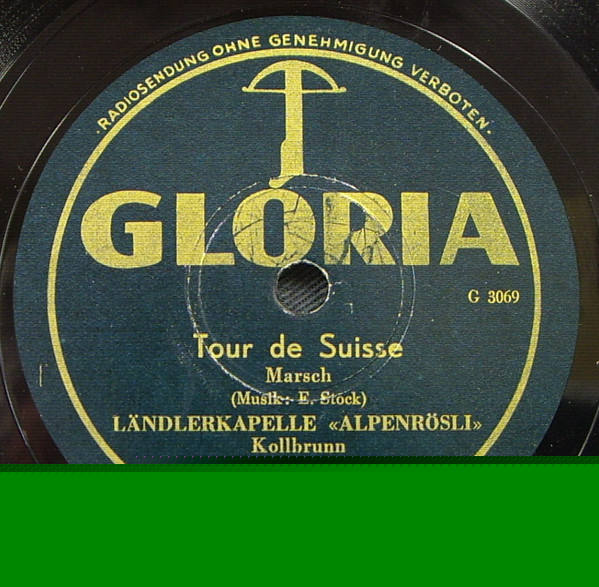 ·RADIOSENDUNG OHNE GENEHMIGUNG VERBOTEN·
GLORIA
G 3069
Tour de Suisse
Marsch
(Musik: E. Stock)
LÄNDLERKAPELLE «ALPENRÖSLI»
Kollbrunn